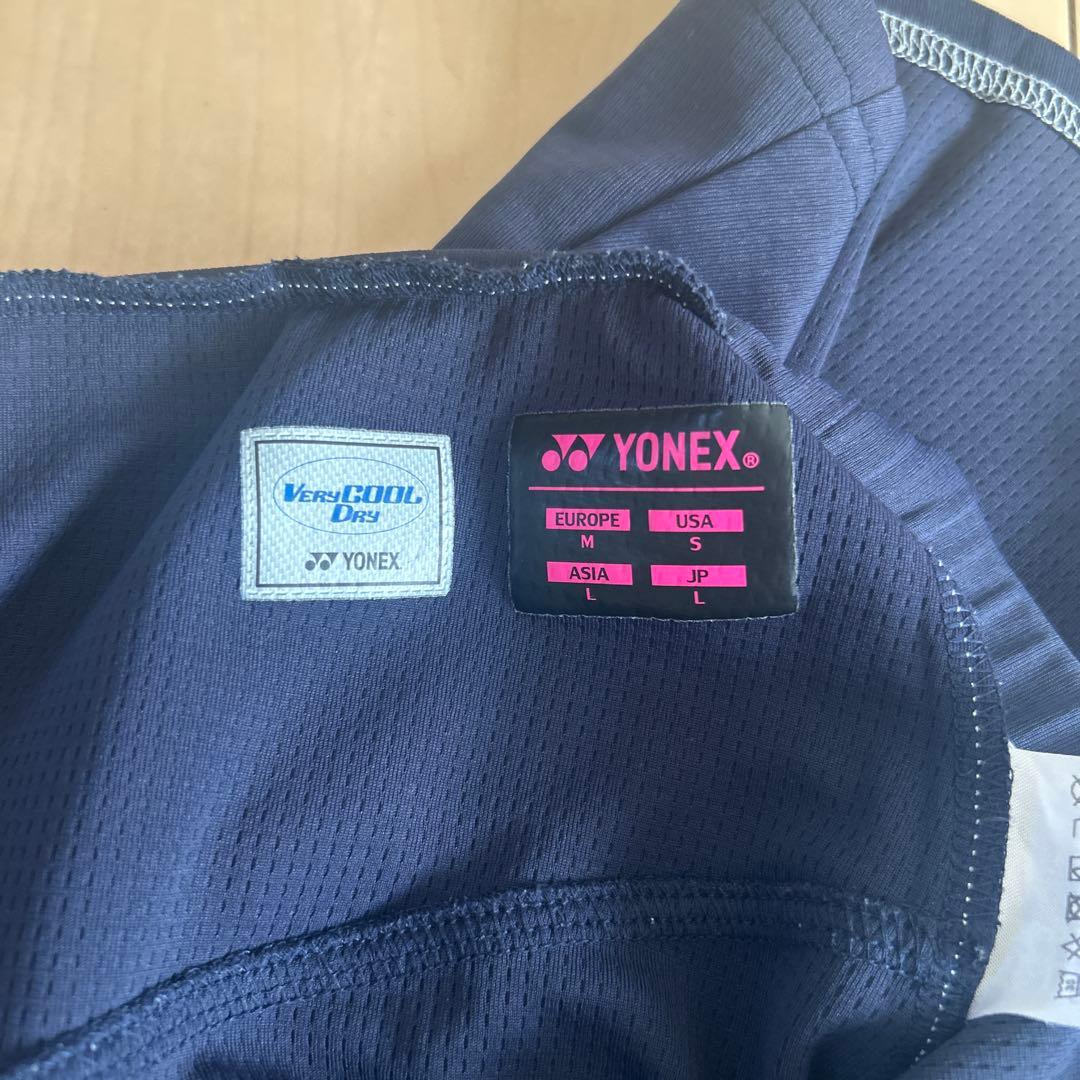 VERYCOOL
DRY
YONEX
YONEX®
EUROPE
M
USA
S
ASIA
L
JP
L